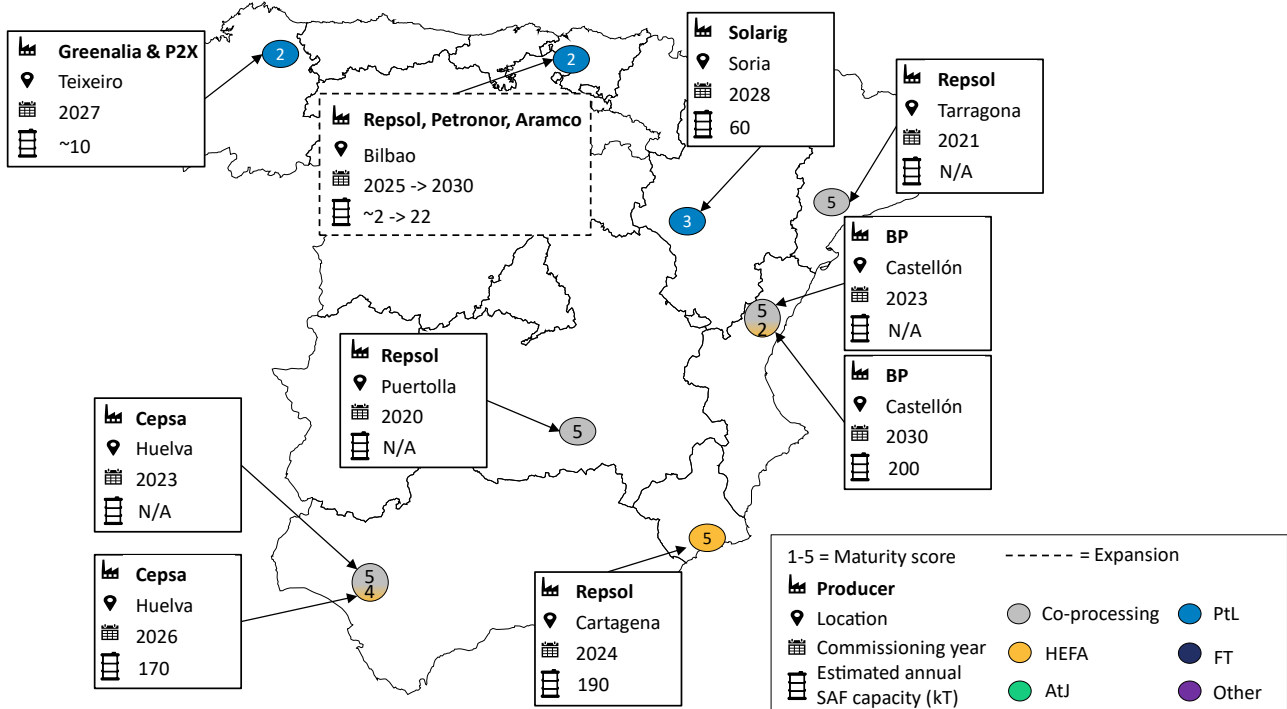 Greenalia & P2X
Teixeiro
2027
~10
2
2
Repsol, Petronor, Aramco
Bilbao
2025 -> 2030
~2 -> 22
Solarig
Soria
2028
60
3
Repsol
Tarragona
2021
N/A
5
BP
Castellón
2023
N/A
5
2
BP
Castellón
2030
200
Repsol
Puertolla
2020
N/A
5
Cepsa
Huelva
2023
N/A
5
4
Cepsa
Huelva
2026
170
Repsol
Cartagena
2024
190
5
1-5 = Maturity score
= Expansion
Producer
Location
Commissioning year
Estimated annual
SAF capacity (kT)
Co-processing
PtL
HEFA
FT
AtJ
Other